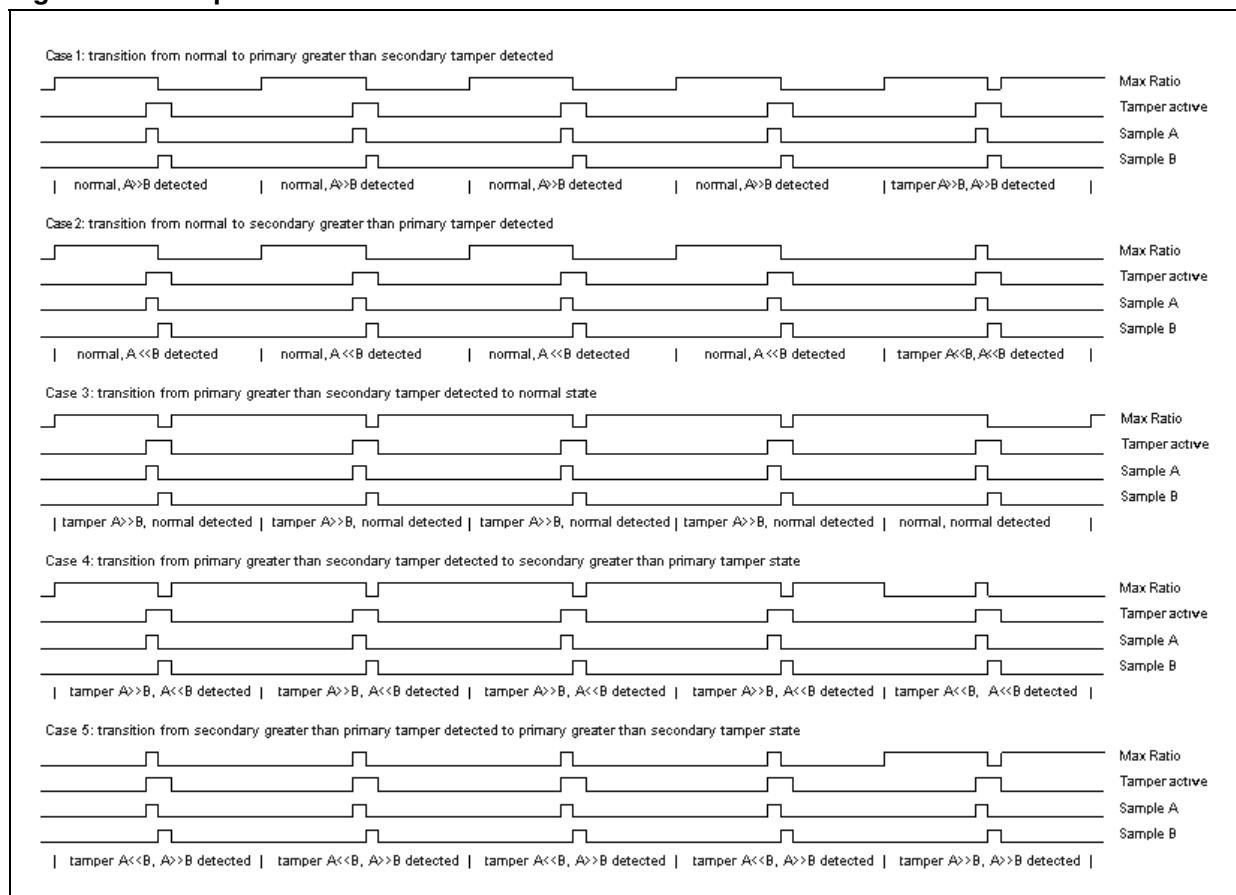 Case 1: transition from normal to primary greater than secondary tamper detected
Max Ratio
Tamper active
Sample A
Sample B
| normal, A>>B detected | normal, A>>B detected | normal, A>>B detected | normal, A>>B detected | tamper A>>B, A>>B detected |
Case 2: transition from normal to secondary greater than primary tamper detected
Max Ratio
Tamper active
Sample A
Sample B
| normal, A<<B detected | normal, A<<B detected | normal, A<<B detected | normal, A<<B detected | tamper A<<B, A<<B detected |
Case 3: transition from primary greater than secondary tamper detected to normal state
Max Ratio
Tamper active
Sample A
Sample B
| tamper A>>B, normal detected | tamper A>>B, normal detected | tamper A>>B, normal detected | tamper A>>B, normal detected | normal, normal detected |
Case 4: transition from primary greater than secondary tamper detected to secondary greater than primary tamper state
Max Ratio
Tamper active
Sample A
Sample B
| tamper A>>B, A<<B detected | tamper A>>B, A<<B detected | tamper A>>B, A<<B detected | tamper A>>B, A<<B detected | tamper A<<B, A<<B detected |
Case 5: transition from secondary greater than primary tamper detected to primary greater than secondary tamper state
Max Ratio
Tamper active
Sample A
Sample B
| tamper A<<B, A>>B detected | tamper A<<B, A>>B detected | tamper A<<B, A>>B detected | tamper A<<B, A>>B detected | tamper A>>B, A>>B detected |